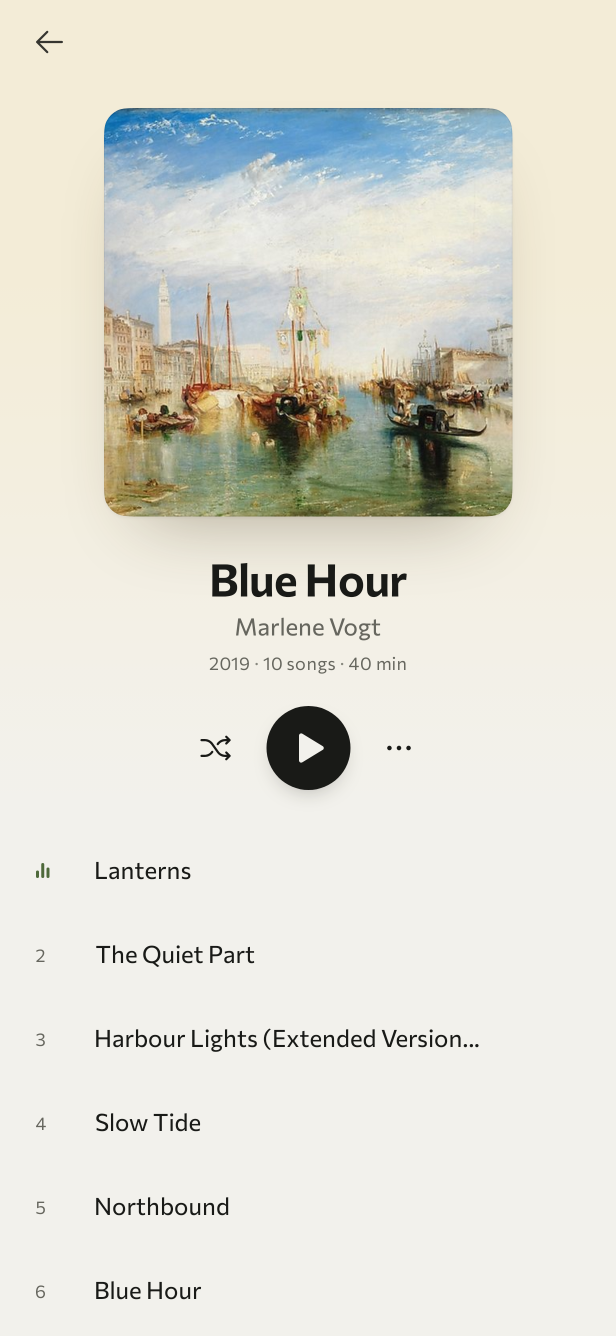 Blue Hour
Marlene Vogt
2019 · 10 songs · 40 min
Lanterns
2 The Quiet Part
3 Harbour Lights (Extended Version...
4 Slow Tide
5 Northbound
6 Blue Hour